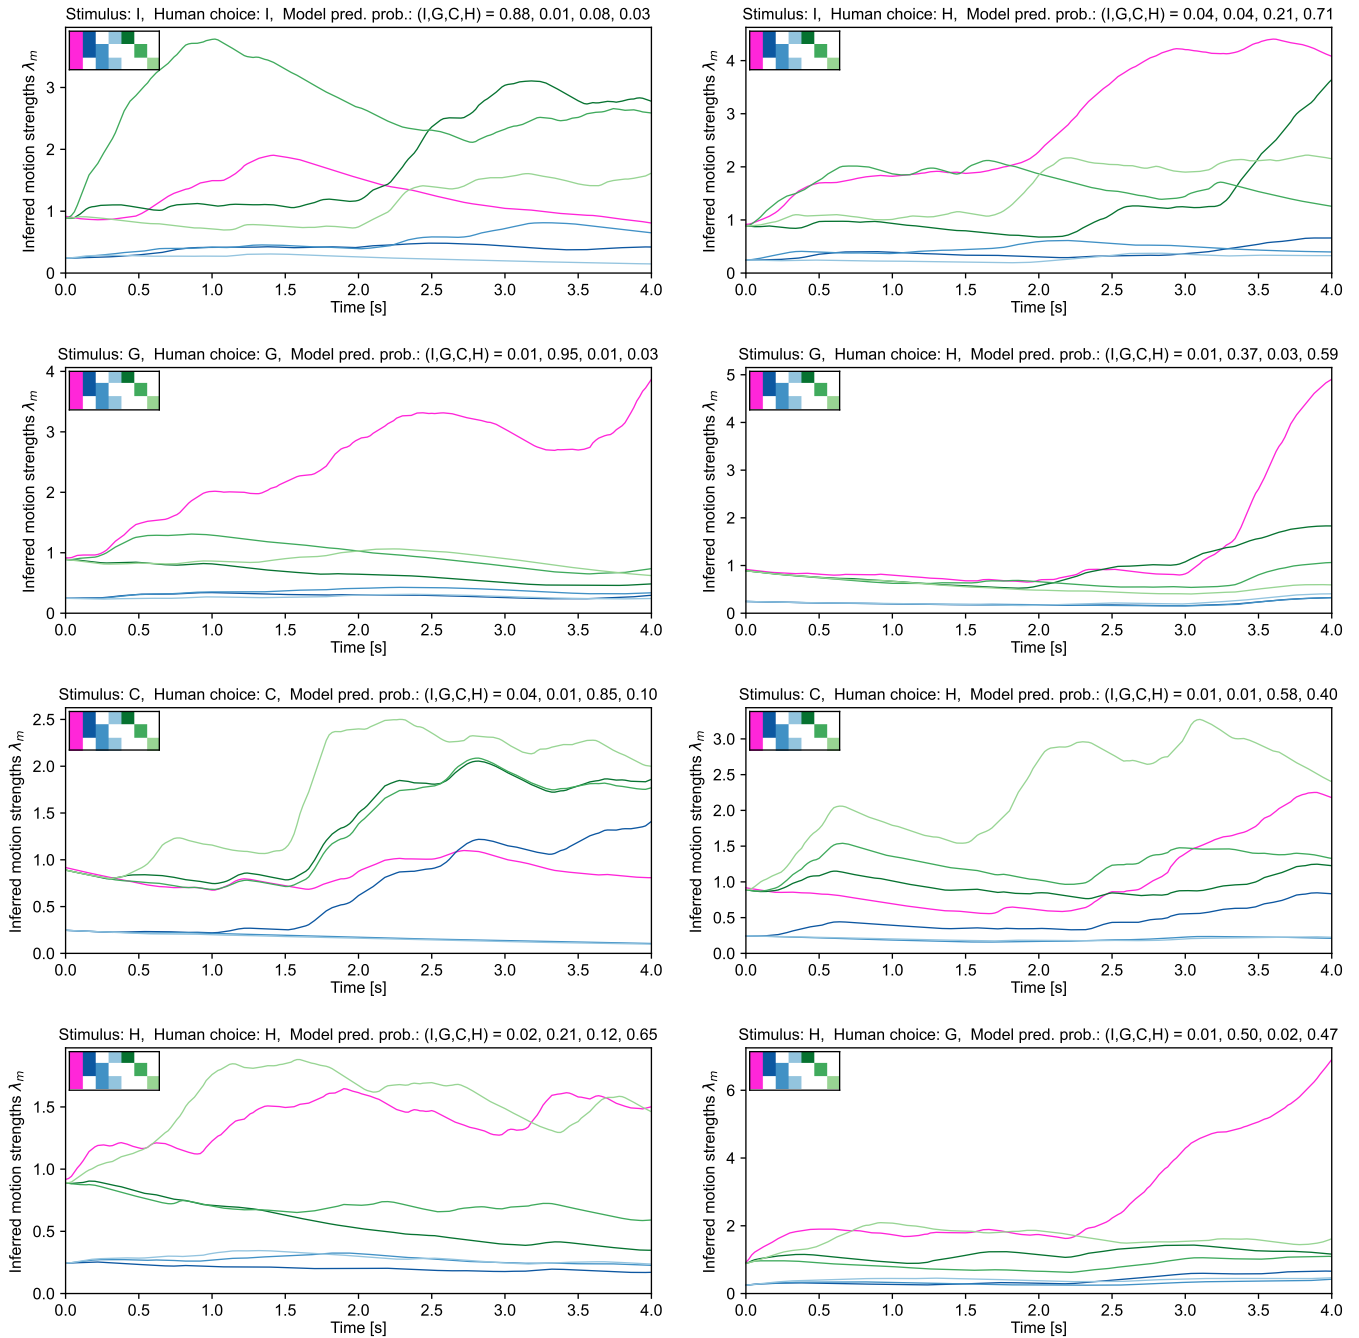 Stimulus: I, Human choice: I, Model pred. prob.: (I,G,C,H) = 0.88, 0.01, 0.08, 0.03
Inferred motion strengths λm
3
2
1
0
0.0 0.5 1.0 1.5 2.0 2.5 3.0 3.5 4.0
Time [s]
Stimulus: I, Human choice: H, Model pred. prob.: (I,G,C,H) = 0.04, 0.04, 0.21, 0.71
Inferred motion strengths λm
4
3
2
1
0
0.0 0.5 1.0 1.5 2.0 2.5 3.0 3.5 4.0
Time [s]
Stimulus: G, Human choice: G, Model pred. prob.: (I,G,C,H) = 0.01, 0.95, 0.01, 0.03
Inferred motion strengths λm
4
3
2
1
0
0.0 0.5 1.0 1.5 2.0 2.5 3.0 3.5 4.0
Time [s]
Stimulus: G, Human choice: H, Model pred. prob.: (I,G,C,H) = 0.01, 0.37, 0.03, 0.59
Inferred motion strengths λm
5
4
3
2
1
0
0.0 0.5 1.0 1.5 2.0 2.5 3.0 3.5 4.0
Time [s]
Stimulus: C, Human choice: C, Model pred. prob.: (I,G,C,H) = 0.04, 0.01, 0.85, 0.10
Inferred motion strengths λm
2.5
2.0
1.5
1.0
0.5
0.0
0.0 0.5 1.0 1.5 2.0 2.5 3.0 3.5 4.0
Time [s]
Stimulus: C, Human choice: H, Model pred. prob.: (I,G,C,H) = 0.01, 0.01, 0.58, 0.40
Inferred motion strengths λm
3.0
2.5
2.0
1.5
1.0
0.5
0.0
0.0 0.5 1.0 1.5 2.0 2.5 3.0 3.5 4.0
Time [s]
Stimulus: H, Human choice: H, Model pred. prob.: (I,G,C,H) = 0.02, 0.21, 0.12, 0.65
Inferred motion strengths λm
1.5
1.0
0.5
0.0
0.0 0.5 1.0 1.5 2.0 2.5 3.0 3.5 4.0
Time [s]
Stimulus: H, Human choice: G, Model pred. prob.: (I,G,C,H) = 0.01, 0.50, 0.02, 0.47
Inferred motion strengths λm
6
4
2
0
0.0 0.5 1.0 1.5 2.0 2.5 3.0 3.5 4.0
Time [s]